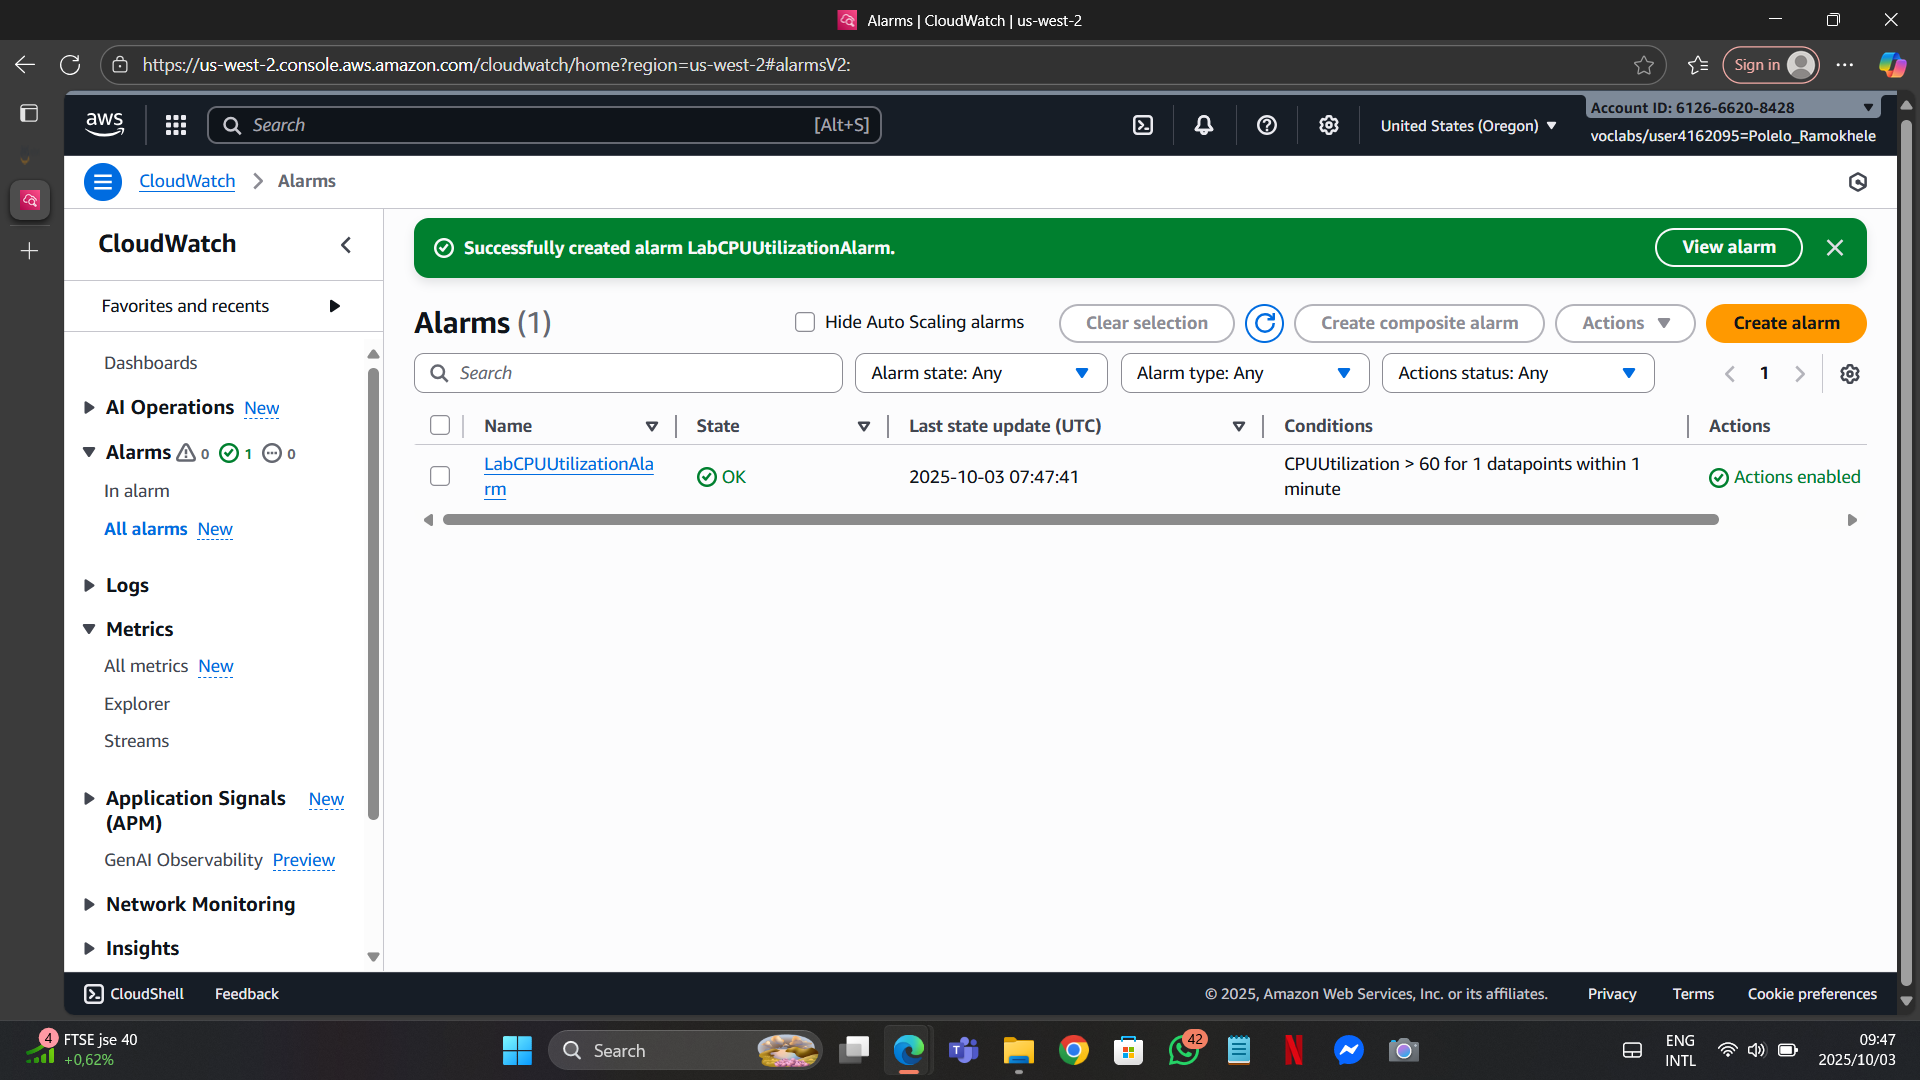 Alarms | CloudWatch | us-west-2
https://us-west-2.console.aws.amazon.com/cloudwatch/home?region=us-west-2#alarmsV2:
Sign in
aws
Search [Alt+S]
United States (Oregon)
Account ID: 6126-6620-8428
voclabs/user4162095=Polelo_Ramokhele
CloudWatch > Alarms
CloudWatch
Favorites and recents
Dashboards
AI Operations New
Alarms 0 1 0
In alarm
All alarms New
Logs
Metrics
All metrics New
Explorer
Streams
Application Signals (APM) New
GenAI Observability Preview
Network Monitoring
Insights
Successfully created alarm LabCPUUtilizationAlarm.
View alarm
Alarms (1)
Hide Auto Scaling alarms
Clear selection
Create composite alarm
Actions
Create alarm
Search
Alarm state: Any
Alarm type: Any
Actions status: Any
1
Name State Last state update (UTC) Conditions Actions
LabCPUUtilizationAla
rm
OK
2025-10-03 07:47:41
CPUUtilization > 60 for 1 datapoints within 1
minute
Actions enabled
CloudShell Feedback
© 2025, Amazon Web Services, Inc. or its affiliates. Privacy Terms Cookie preferences
4
FTSE jse 40
+0,62%
Search
42
ENG
INTL
09:47
2025/10/03